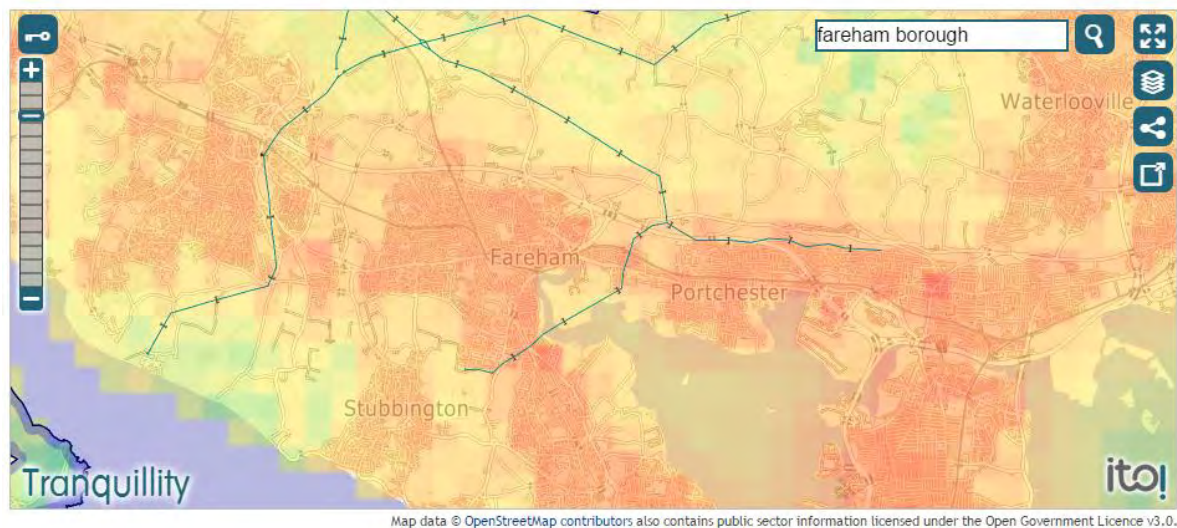 fareham borough
Waterlooville
Fareham
Portchester
Stubbington
Tranquillity
ito!
Map data © OpenStreetMap contributors also contains public sector information licensed under the Open Government Licence v3.0.